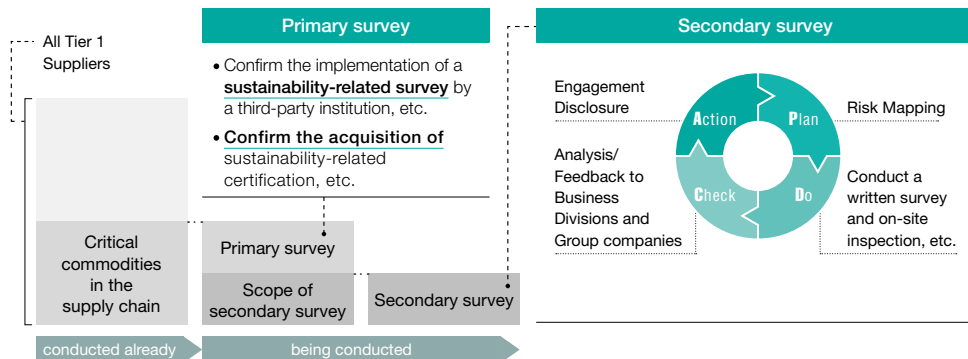 All Tier 1
Suppliers
Primary survey
• Confirm the implementation of a
sustainability-related survey by
a third-party institution, etc.
• Confirm the acquisition of
sustainability-related
certification, etc.
Critical
commodities
in the
supply chain
Primary survey
Scope of
secondary survey
Secondary survey
conducted already
being conducted
Secondary survey
Engagement
Disclosure
Action
Plan
Risk Mapping
Analysis/
Feedback to
Business
Divisions and
Group companies
Check
Do
Conduct a
written survey
and on-site
inspection, etc.